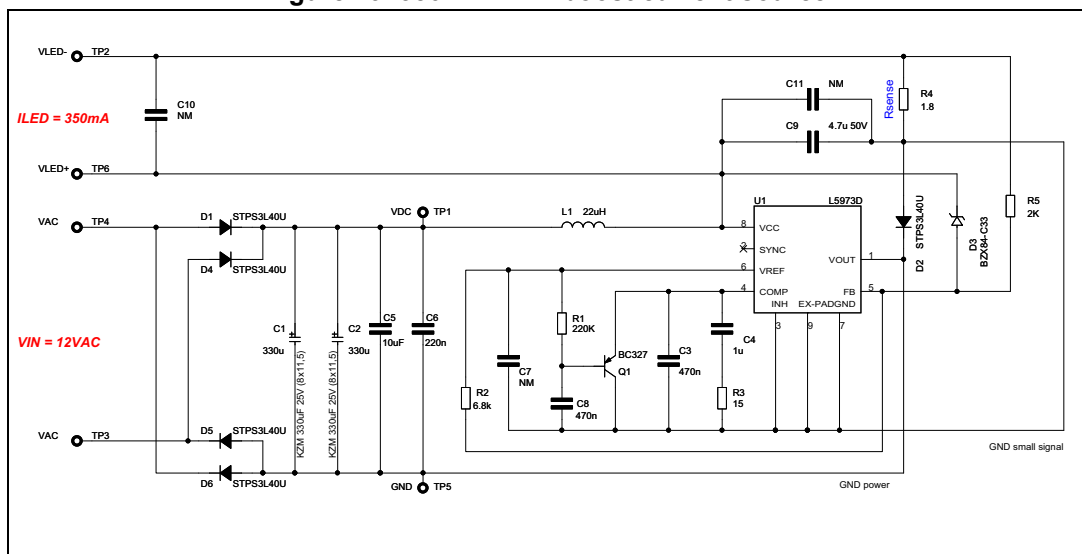 VLED- TP2
C10
NM
ILED = 350mA
VLED+ TP6
VAC TP4
D1 STPS3L40U
D4 STPS3L40U
VDC TP1
L1 22uH
C11 NM
C9 4.7u 50V
Rsense
R4
1.8
U1 L5973D
8 VCC
2 SYNC
6 VREF
4 COMP
VOUT 1
FB 5
INH EX-PADGND
3 9 7
D2
STPS3L40U
D3
BZX84-C33
R5
2K
VIN = 12VAC
C1
330u
KZM 330uF 25V (8x11,5)
C2
330u
KZM 330uF 25V (8x11,5)
C5
10uF
C6
220n
R2
6.8k
C7
NM
R1
220K
C8
470n
BC327
Q1
C3
470n
C4
1u
R3
15
VAC TP3
D5 STPS3L40U
D6 STPS3L40U
GND TP5
GND small signal
GND power